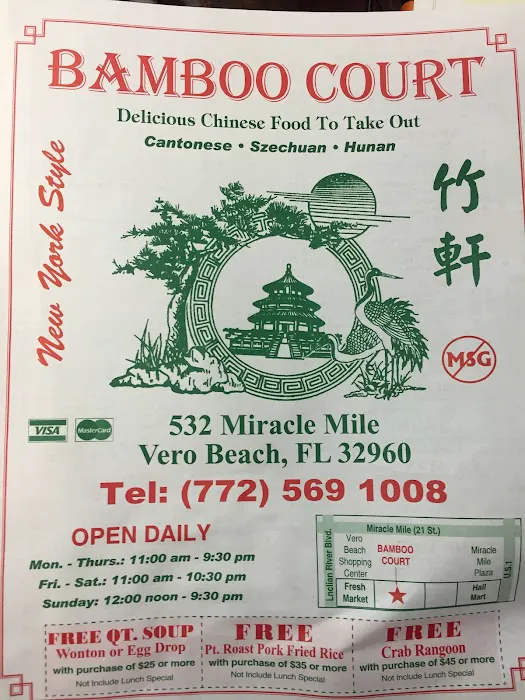 BAMBOO COURT
Delicious Chinese Food To Take Out
Cantonese • Szechuan • Hunan
New York Style
竹
軒
MSG
VISA
MasterCard
532 Miracle Mile
Vero Beach, FL 32960
Tel: (772) 569 1008
OPEN DAILY
Mon. - Thurs.: 11:00 am - 9:30 pm
Fri. - Sat.: 11:00 am - 10:30 pm
Sunday: 12:00 noon - 9:30 pm
Miracle Mile (21 St.)
Lndian River Blvd.
Vero
Beach
Shopping
Center
BAMBOO
COURT
Miracle
Mile
Plaza
U.S.1
Fresh
Market
Hall
Mart
FREE QT. SOUP
Wonton or Egg Drop
with purchase of $25 or more
Not Include Lunch Special
FREE
Pt. Roast Pork Fried Rice
with purchase of $35 or more
Not Include Lunch Special
FREE
Crab Rangoon
with purchase of $45 or more
Not Include Lunch Special